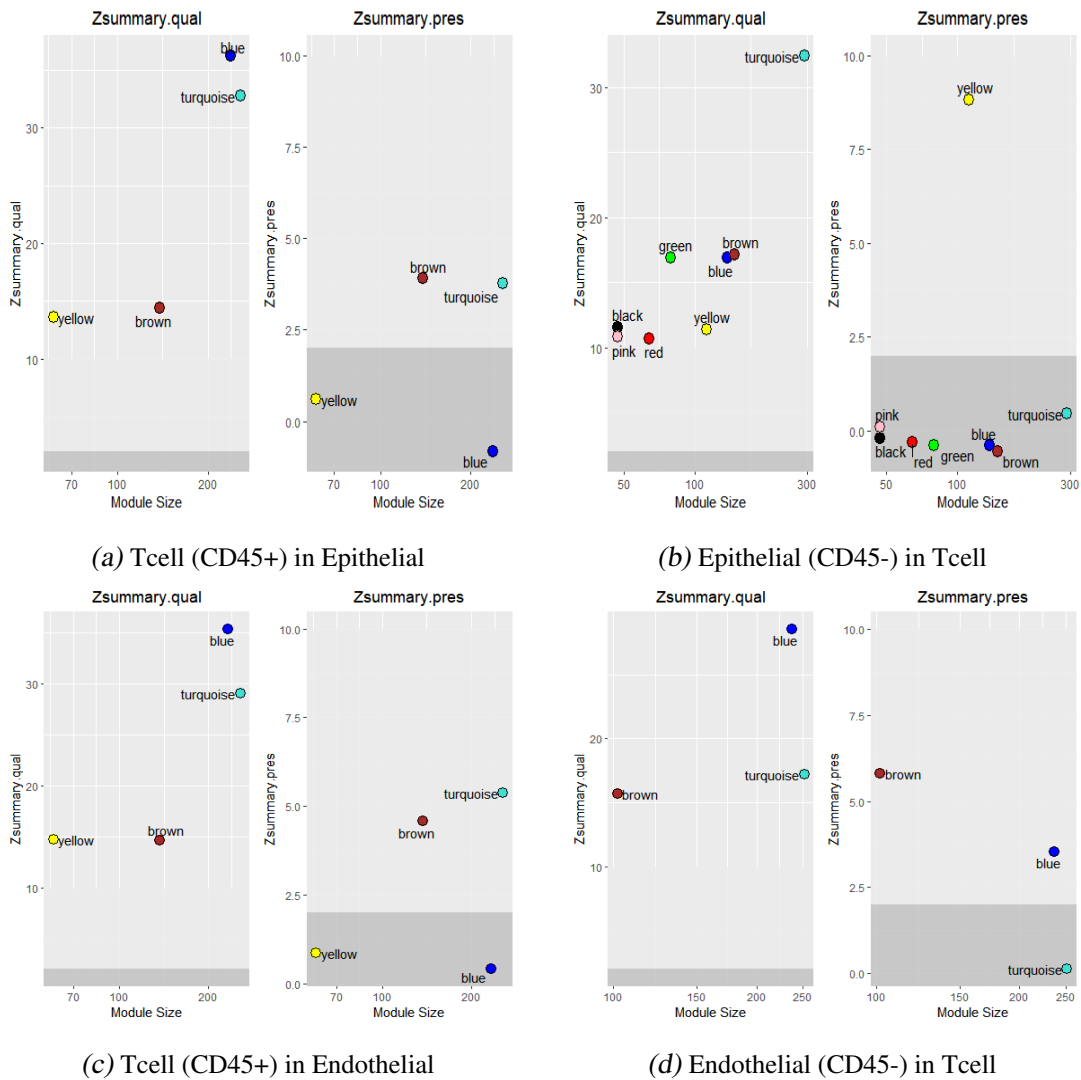 Zsummary.qual
Zsummary.pres
Zsummary.qual
Zsummary.pres
Zsummary.qual
30
20
10
blue
turquoise
yellow
brown
70
100
200
Module Size
Zsummary.pres
10.0
7.5
5.0
2.5
0.0
brown
turquoise
yellow
blue
70
100
200
Module Size
Zsummary.qual
30
20
10
turquoise
green
brown
blue
black
yellow
pink
red
50
100
300
Module Size
Zsummary.pres
10.0
7.5
5.0
2.5
0.0
yellow
pink
turquoise
blue
black
red
green
brown
50
100
300
Module Size
(a) Tcell (CD45+) in Epithelial
(b) Epithelial (CD45-) in Tcell
Zsummary.qual
Zsummary.pres
Zsummary.qual
Zsummary.pres
Zsummary.qual
30
20
10
blue
turquoise
brown
yellow
70
100
200
Module Size
Zsummary.pres
10.0
7.5
5.0
2.5
0.0
turquoise
brown
yellow
blue
70
100
200
Module Size
Zsummary.qual
20
10
blue
turquoise
brown
100
150
200
250
Module Size
Zsummary.pres
10.0
7.5
5.0
2.5
0.0
brown
blue
turquoise
100
150
200
250
Module Size
(c) Tcell (CD45+) in Endothelial
(d) Endothelial (CD45-) in Tcell